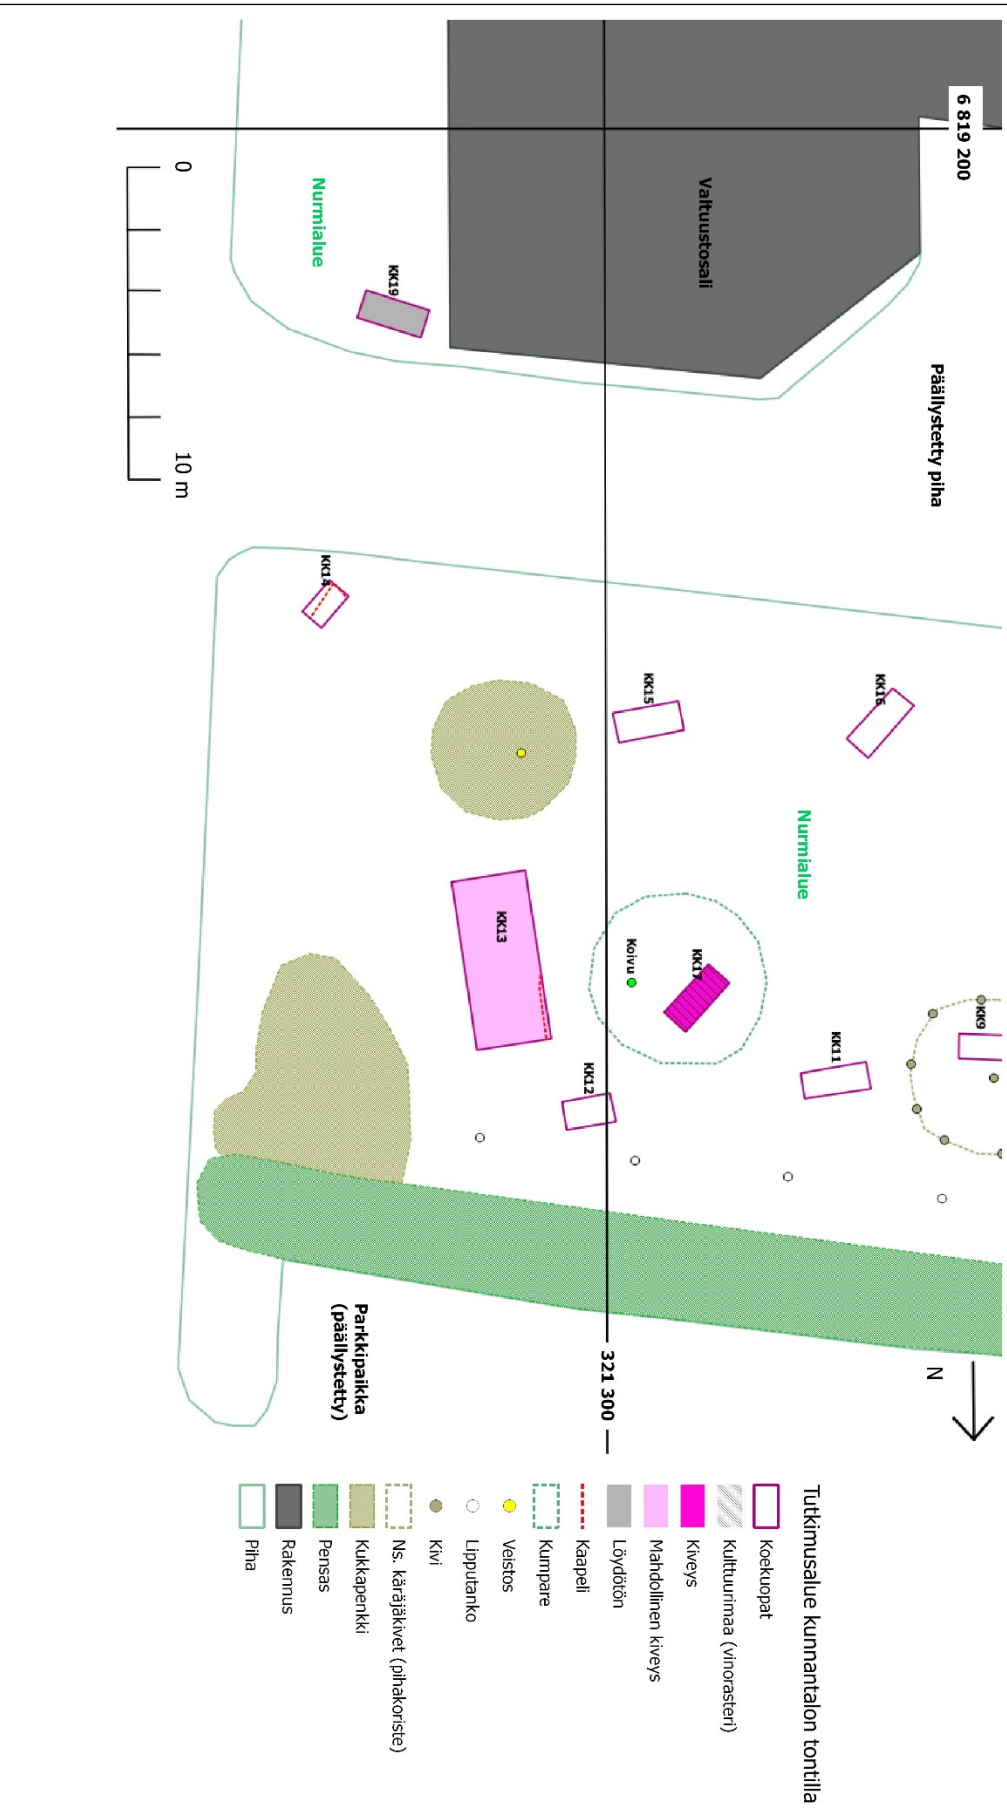 6 819 200
Valtuustosali
Nurmialue
KK19
0
10 m
Päällystetty piha
KK14
KK15
KK16
Nurmialue
KK13
Koivu
KK17
KK9
KK11
KK12
Parkkipaikka
(päällystetty)
321 300
N
Tutkimusalue kunnantalon tontilla
Koekuopat
Kulttuurimaa (vinorasteri)
Kiveys
Mahdollinen kiveys
Löydötön
Kaapeli
Kumpare
Veistos
Lipputanko
Kivi
Ns. käräjäkivet (pihakoriste)
Kukkapenkki
Pensas
Rakennus
Piha